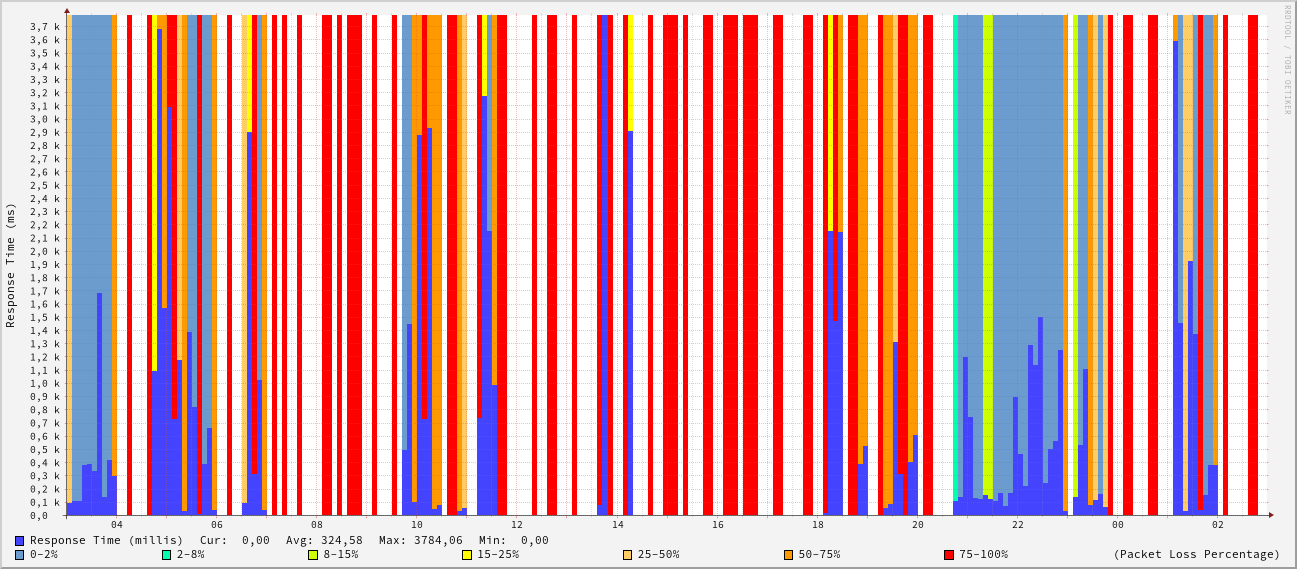 RRDTOOL / TOBI OETIKER
Response Time (ms)
3,7 k
3,6 k
3,5 k
3,4 k
3,3 k
3,2 k
3,1 k
3,0 k
2,9 k
2,8 k
2,7 k
2,6 k
2,5 k
2,4 k
2,3 k
2,2 k
2,1 k
2,0 k
1,9 k
1,8 k
1,7 k
1,6 k
1,5 k
1,4 k
1,3 k
1,2 k
1,1 k
1,0 k
0,9 k
0,8 k
0,7 k
0,6 k
0,5 k
0,4 k
0,3 k
0,2 k
0,1 k
0,0
04 06 08 10 12 14 16 18 20 22 00 02
Response Time (millis) Cur: 0,00 Avg: 324,58 Max: 3784,06 Min: 0,00
0-2% 2-8% 8-15% 15-25% 25-50% 50-75% 75-100% (Packet Loss Percentage)